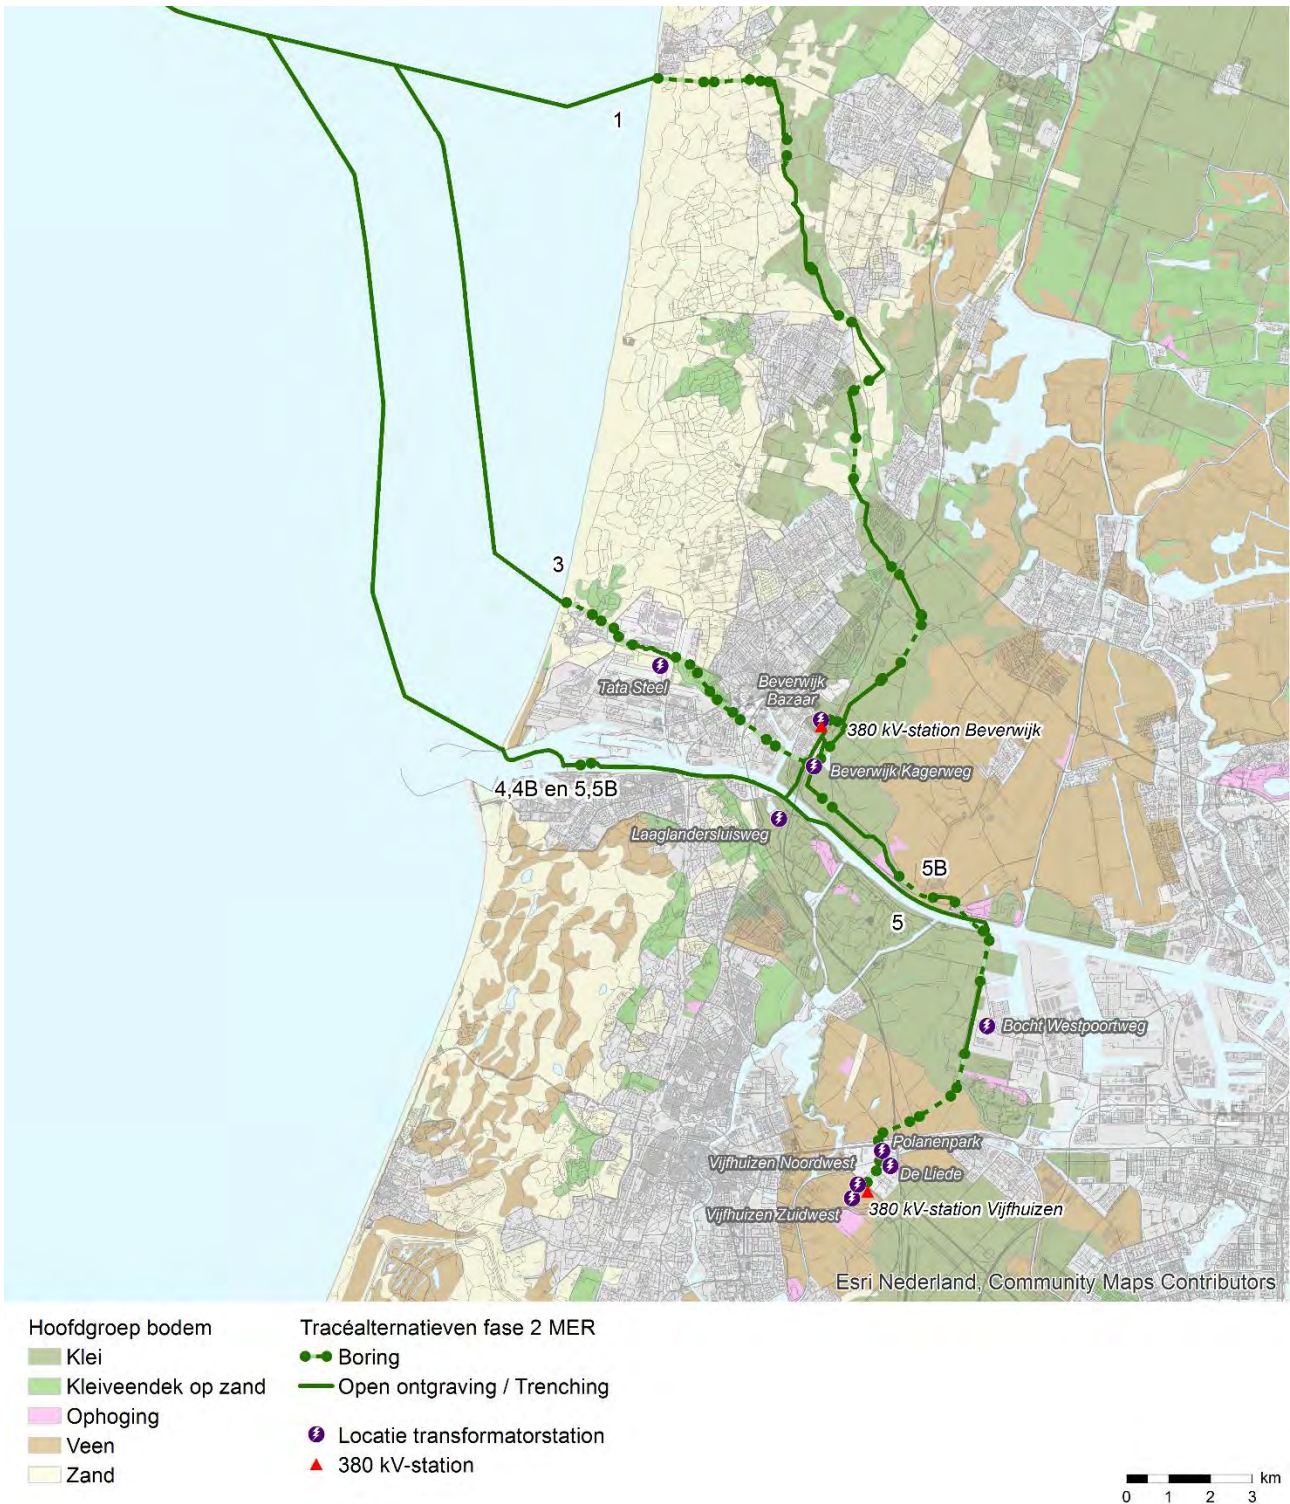 1
3
Tata Steel
Beverwijk
Bazaar
380 kV-station Beverwijk
Beverwijk Kagerweg
4,4B en 5,5B
Laaglandersluisweg
5B
5
Bocht Westpoortweg
Polanenpark
Vijfhuizen Noordwest
De Liede
Vijfhuizen Zuidwest
380 kV-station Vijfhuizen
Esri Nederland, Community Maps Contributors
Hoofdgroep bodem
Klei
Kleiveendek op zand
Ophoging
Veen
Zand
Tracéalternatieven fase 2 MER
Boring
Open ontgraving / Trenching
Locatie transformatorstation
380 kV-station
km
0 1 2 3